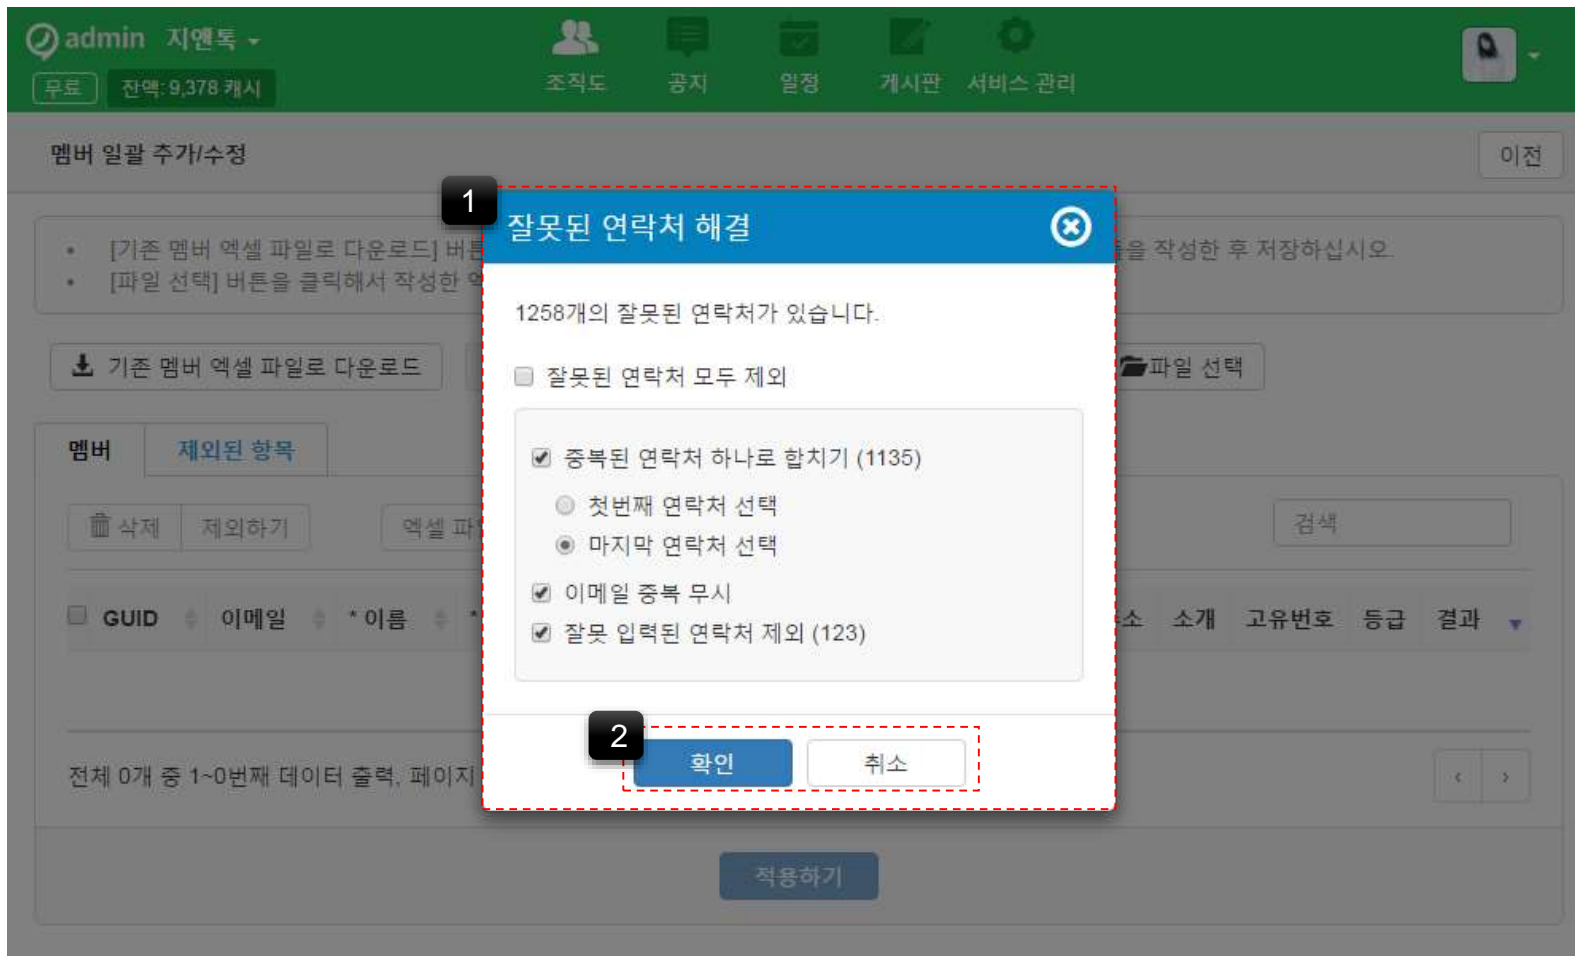 admin 지앤톡
무료 잔액: 9,378 캐시
조직도 공지 일정 게시판 서비스 관리
멤버 일괄 추가/수정
이전
1
잘못된 연락처 해결
• [기존 멤버 엑셀 파일로 다운로드] 버튼
을 작성한 후 저장하십시오.
• [파일 선택] 버튼을 클릭해서 작성한
1258개의 잘못된 연락처가 있습니다.
기존 멤버 엑셀 파일로 다운로드
파일 선택
잘못된 연락처 모두 제외
멤버 제외된 항목
중복된 연락처 하나로 합치기 (1135)
첫번째 연락처 선택
마지막 연락처 선택
삭제 제외하기 엑셀
검색
이메일 중복 무시
잘못 입력된 연락처 제외 (123)
GUID 이메일 * 이름 *
소개 고유번호 등급 결과
2
확인 취소
전체 0개 중 1~0번째 데이터 출력, 페이지
‹ ›
적용하기